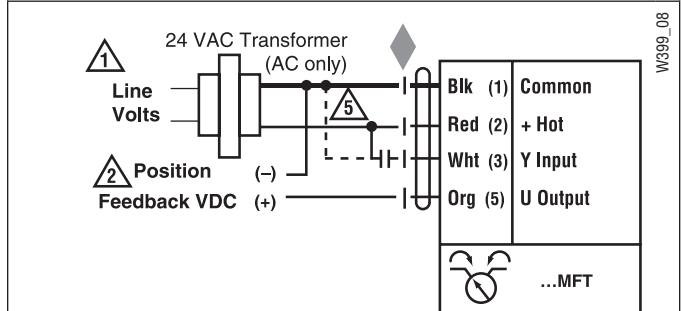 W399_08
24 VAC Transformer
(AC only)
1
Line
Volts
5
Blk (1) Common
Red (2) + Hot
Wht (3) Y Input
Org (5) U Output
2 Position (–)
Feedback VDC (+)
...MFT